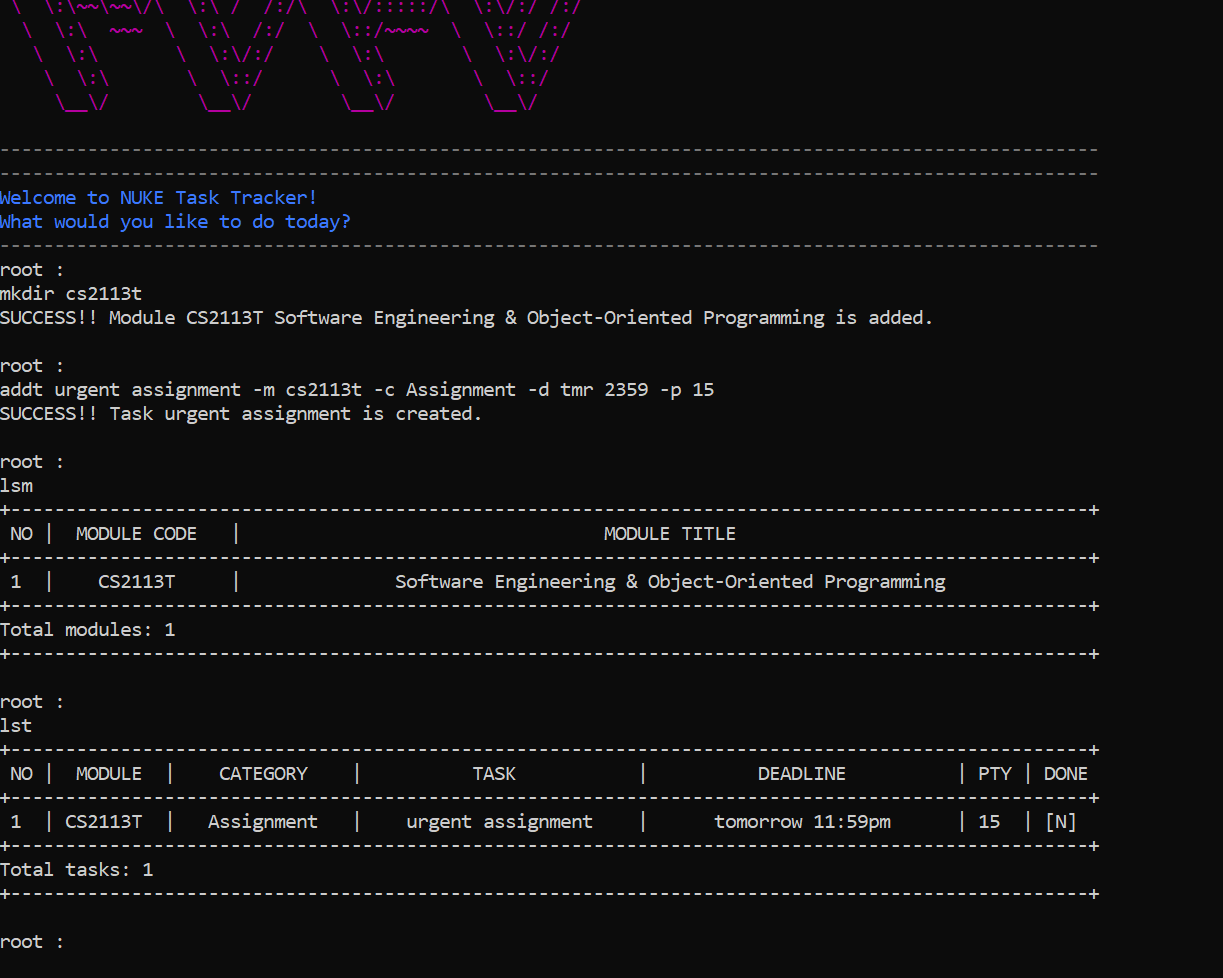 \  \:\~~\~~\/\  \:\ /  /:/\  \:\/:::::/\  \:\/:/ /:/
\  \:\  ~~~  \  \:\  /:/  \  \::/~~~~  \  \::/ /:/
\  \:\       \  \:\/:/    \  \:\       \  \:\/:/
\  \:\       \  \::/      \  \:\       \  \::/
\__\/        \__\/        \__\/        \__\/
----------------------------------------------------------------------------------------------------
----------------------------------------------------------------------------------------------------
Welcome to NUKE Task Tracker!
What would you like to do today?
----------------------------------------------------------------------------------------------------
root :
mkdir cs2113t
SUCCESS!! Module CS2113T Software Engineering & Object-Oriented Programming is added.
root :
addt urgent assignment -m cs2113t -c Assignment -d tmr 2359 -p 15
SUCCESS!! Task urgent assignment is created.
root :
lsm
+--------------------------------------------------------------------------------------------------+
NO |  MODULE CODE   |                                 MODULE TITLE
+--------------------------------------------------------------------------------------------------+
1  |    CS2113T     |              Software Engineering & Object-Oriented Programming
+--------------------------------------------------------------------------------------------------+
Total modules: 1
+--------------------------------------------------------------------------------------------------+
root :
lst
+--------------------------------------------------------------------------------------------------+
NO |  MODULE  |    CATEGORY    |          TASK           |          DEADLINE          | PTY | DONE
+--------------------------------------------------------------------------------------------------+
1  | CS2113T  |   Assignment   |    urgent assignment    |      tomorrow 11:59pm      | 15  | [N]
+--------------------------------------------------------------------------------------------------+
Total tasks: 1
+--------------------------------------------------------------------------------------------------+
root :